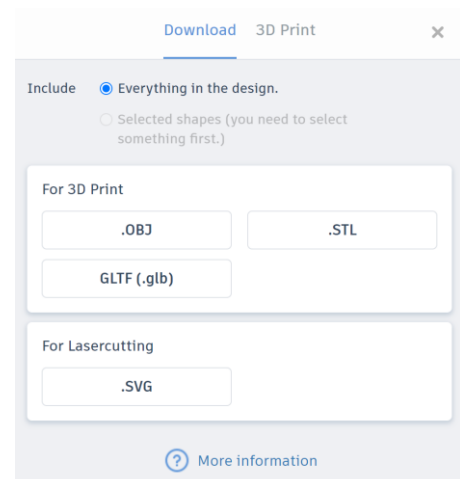 Download 3D Print ×
Include Everything in the design.
Selected shapes (you need to select
something first.)
For 3D Print
.OBJ .STL
GLTF (.glb)
For Lasercutting
.SVG
? More information